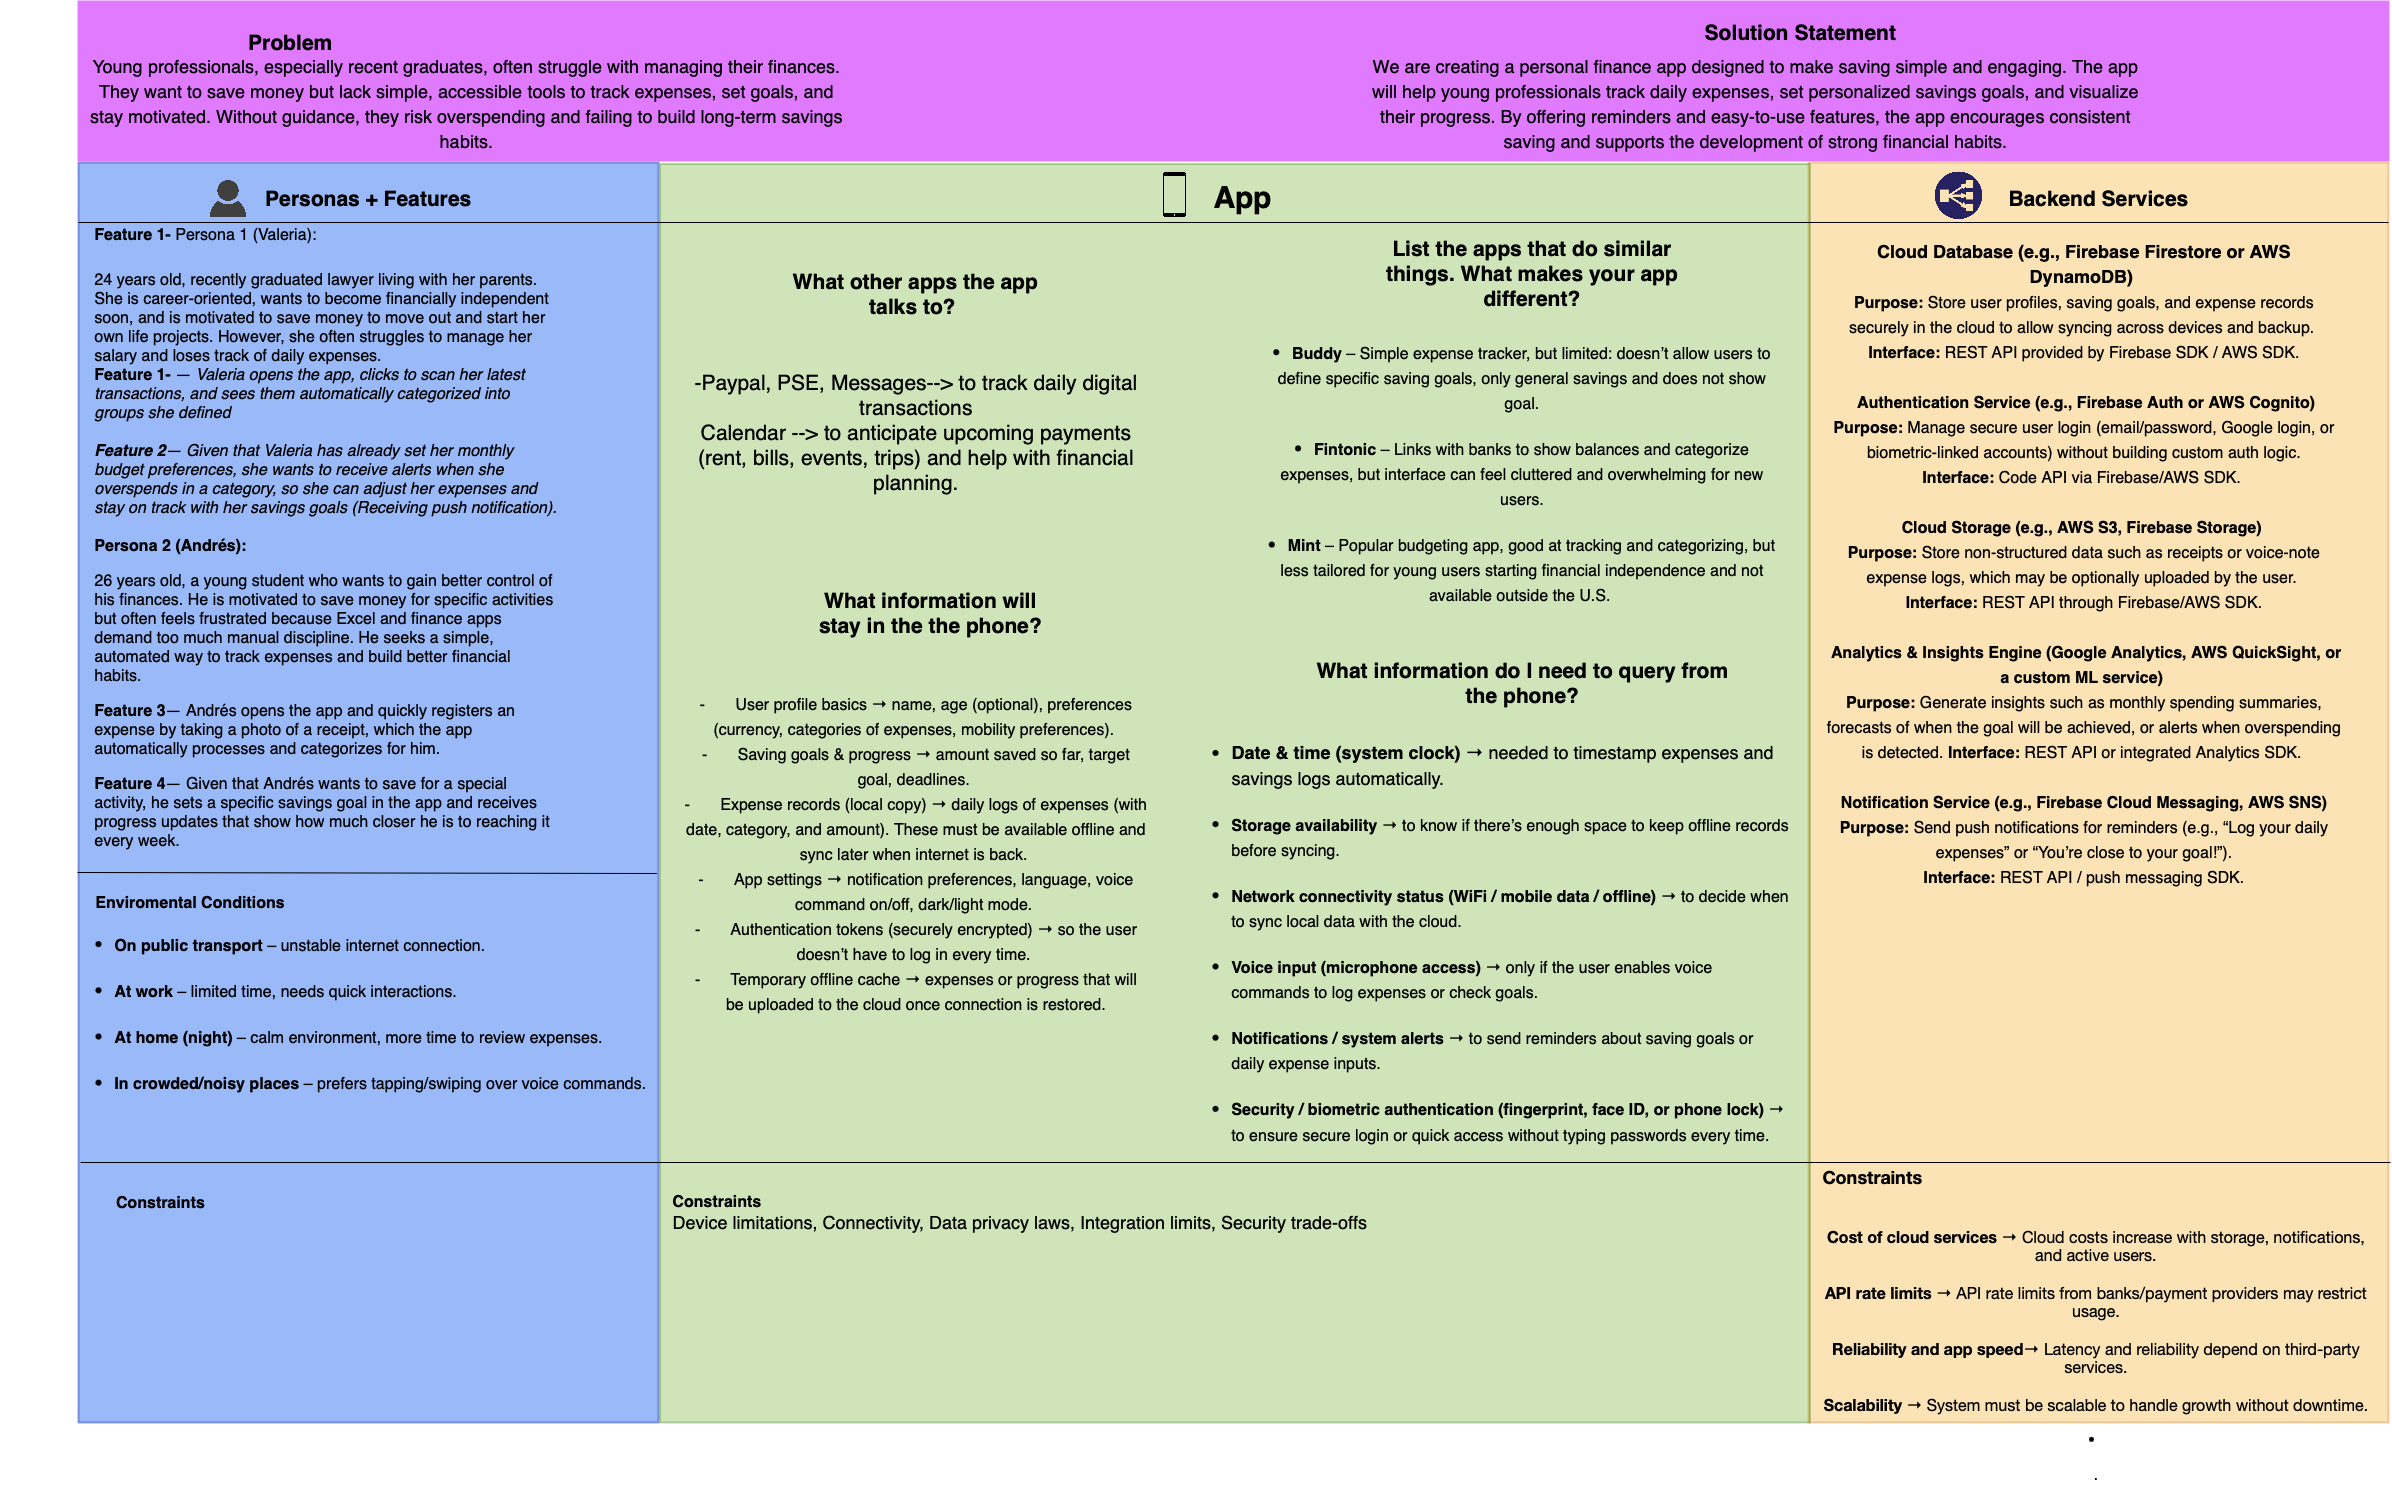 Problem
Young professionals, especially recent graduates, often struggle with managing their finances.
They want to save money but lack simple, accessible tools to track expenses, set goals, and
stay motivated. Without guidance, they risk overspending and failing to build long-term savings
habits.
Solution Statement
We are creating a personal finance app designed to make saving simple and engaging. The app
will help young professionals track daily expenses, set personalized savings goals, and visualize
their progress. By offering reminders and easy-to-use features, the app encourages consistent
saving and supports the development of strong financial habits.
Personas + Features
Feature 1- Persona 1 (Valeria):
24 years old, recently graduated lawyer living with her parents.
She is career-oriented, wants to become financially independent
soon, and is motivated to save money to move out and start her
own life projects. However, she often struggles to manage her
salary and loses track of daily expenses.
Feature 1- — Valeria opens the app, clicks to scan her latest
transactions, and sees them automatically categorized into
groups she defined
Feature 2— Given that Valeria has already set her monthly
budget preferences, she wants to receive alerts when she
overspends in a category, so she can adjust her expenses and
stay on track with her savings goals (Receiving push notification).
Persona 2 (Andrés):
26 years old, a young student who wants to gain better control of
his finances. He is motivated to save money for specific activities
but often feels frustrated because Excel and finance apps
demand too much manual discipline. He seeks a simple,
automated way to track expenses and build better financial
habits.
Feature 3— Andrés opens the app and quickly registers an
expense by taking a photo of a receipt, which the app
automatically processes and categorizes for him.
Feature 4— Given that Andrés wants to save for a special
activity, he sets a specific savings goal in the app and receives
progress updates that show how much closer he is to reaching it
every week.
Enviromental Conditions
• On public transport – unstable internet connection.
• At work – limited time, needs quick interactions.
• At home (night) – calm environment, more time to review expenses.
• In crowded/noisy places – prefers tapping/swiping over voice commands.
Constraints
App
What other apps the app
talks to?
-Paypal, PSE, Messages--> to track daily digital
transactions
Calendar --> to anticipate upcoming payments
(rent, bills, events, trips) and help with financial
planning.
What information will
stay in the the phone?
- User profile basics → name, age (optional), preferences
(currency, categories of expenses, mobility preferences).
- Saving goals & progress → amount saved so far, target
goal, deadlines.
- Expense records (local copy) → daily logs of expenses (with
date, category, and amount). These must be available offline and
sync later when internet is back.
- App settings → notification preferences, language, voice
command on/off, dark/light mode.
- Authentication tokens (securely encrypted) → so the user
doesn’t have to log in every time.
- Temporary offline cache → expenses or progress that will
be uploaded to the cloud once connection is restored.
List the apps that do similar
things. What makes your app
different?
• Buddy – Simple expense tracker, but limited: doesn’t allow users to
define specific saving goals, only general savings and does not show
goal.
• Fintonic – Links with banks to show balances and categorize
expenses, but interface can feel cluttered and overwhelming for new
users.
• Mint – Popular budgeting app, good at tracking and categorizing, but
less tailored for young users starting financial independence and not
available outside the U.S.
What information do I need to query from
the phone?
• Date & time (system clock) → needed to timestamp expenses and
savings logs automatically.
• Storage availability → to know if there’s enough space to keep offline records
before syncing.
• Network connectivity status (WiFi / mobile data / offline) → to decide when
to sync local data with the cloud.
• Voice input (microphone access) → only if the user enables voice
commands to log expenses or check goals.
• Notifications / system alerts → to send reminders about saving goals or
daily expense inputs.
• Security / biometric authentication (fingerprint, face ID, or phone lock) →
to ensure secure login or quick access without typing passwords every time.
Constraints
Device limitations, Connectivity, Data privacy laws, Integration limits, Security trade-offs
Backend Services
Cloud Database (e.g., Firebase Firestore or AWS
DynamoDB)
Purpose: Store user profiles, saving goals, and expense records
securely in the cloud to allow syncing across devices and backup.
Interface: REST API provided by Firebase SDK / AWS SDK.
Authentication Service (e.g., Firebase Auth or AWS Cognito)
Purpose: Manage secure user login (email/password, Google login, or
biometric-linked accounts) without building custom auth logic.
Interface: Code API via Firebase/AWS SDK.
Cloud Storage (e.g., AWS S3, Firebase Storage)
Purpose: Store non-structured data such as receipts or voice-note
expense logs, which may be optionally uploaded by the user.
Interface: REST API through Firebase/AWS SDK.
Analytics & Insights Engine (Google Analytics, AWS QuickSight, or
a custom ML service)
Purpose: Generate insights such as monthly spending summaries,
forecasts of when the goal will be achieved, or alerts when overspending
is detected. Interface: REST API or integrated Analytics SDK.
Notification Service (e.g., Firebase Cloud Messaging, AWS SNS)
Purpose: Send push notifications for reminders (e.g., “Log your daily
expenses” or “You’re close to your goal!”).
Interface: REST API / push messaging SDK.
Constraints
Cost of cloud services → Cloud costs increase with storage, notifications,
and active users.
API rate limits → API rate limits from banks/payment providers may restrict
usage.
Reliability and app speed→ Latency and reliability depend on third-party
services.
Scalability → System must be scalable to handle growth without downtime.
•
.